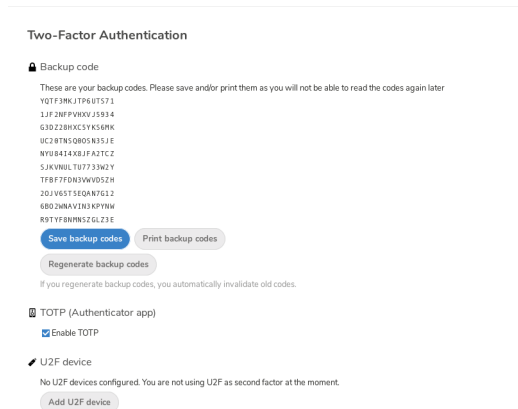 Two-Factor Authentication
Backup code
These are your backup codes. Please save and/or print them as you will not be able to read the codes again later
YQTF3MKJTP6UTS71
1JF2NFPVHXVJ5934
G3DZ28HXC5YKS6MK
UC20TNSQ0O5N35JE
NYU84I4X8JFA2TCZ
SJKVNULTU7733W2Y
TFBF7FDN3VWVD5ZH
2OJV6ST5EQAN7G12
6BO2WNAVIN3KPYNW
R9TYF8NMNSZGLZ3E
Save backup codes Print backup codes
Regenerate backup codes
If you regenerate backup codes, you automatically invalidate old codes.
TOTP (Authenticator app)
Enable TOTP
U2F device
No U2F devices configured. You are not using U2F as second factor at the moment.
Add U2F device